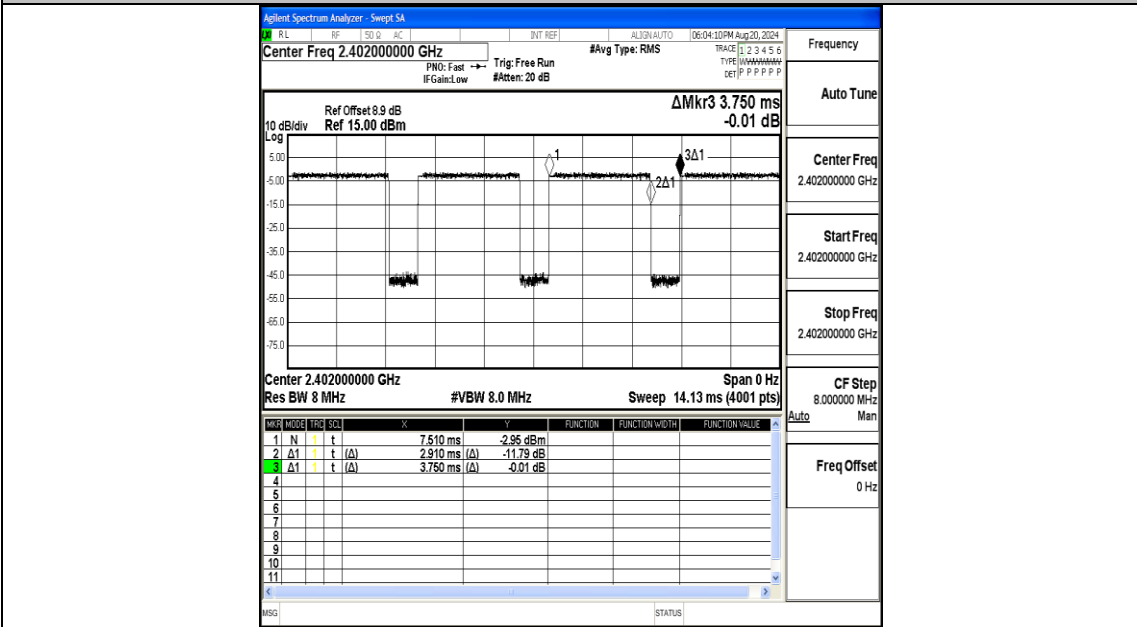 Agilent Spectrum Analyzer - Swept SA
RL RF 50 Ω AC INT REF ALIGN AUTO 06:04:10 PM Aug 20, 2024
Center Freq 2.402000000 GHz
#Avg Type: RMS
TRACE 1 2 3 4 5 6
TYPE
DET P P P P P P
PNO: Fast
IFGain:Low
Trig: Free Run
#Atten: 20 dB
Ref Offset 8.9 dB
Ref 15.00 dBm
10 dB/div
Log
ΔMkr3 3.750 ms
-0.01 dB
5.00
-5.00
-15.0
-25.0
-35.0
-45.0
-55.0
-65.0
-75.0
1
2Δ1
3Δ1
Center 2.402000000 GHz
Span 0 Hz
Res BW 8 MHz #VBW 8.0 MHz Sweep 14.13 ms (4001 pts)
MKR MODE TRC SCL X Y FUNCTION FUNCTION WIDTH FUNCTION VALUE
1 N 1 t 7.510 ms -2.95 dBm
2 Δ1 1 t (Δ) 2.910 ms (Δ) -11.79 dB
3 Δ1 1 t (Δ) 3.750 ms (Δ) -0.01 dB
4
5
6
7
8
9
10
11
MSG STATUS
Frequency
Auto Tune
Center Freq
2.402000000 GHz
Start Freq
2.402000000 GHz
Stop Freq
2.402000000 GHz
CF Step
8.000000 MHz
Auto Man
Freq Offset
0 Hz